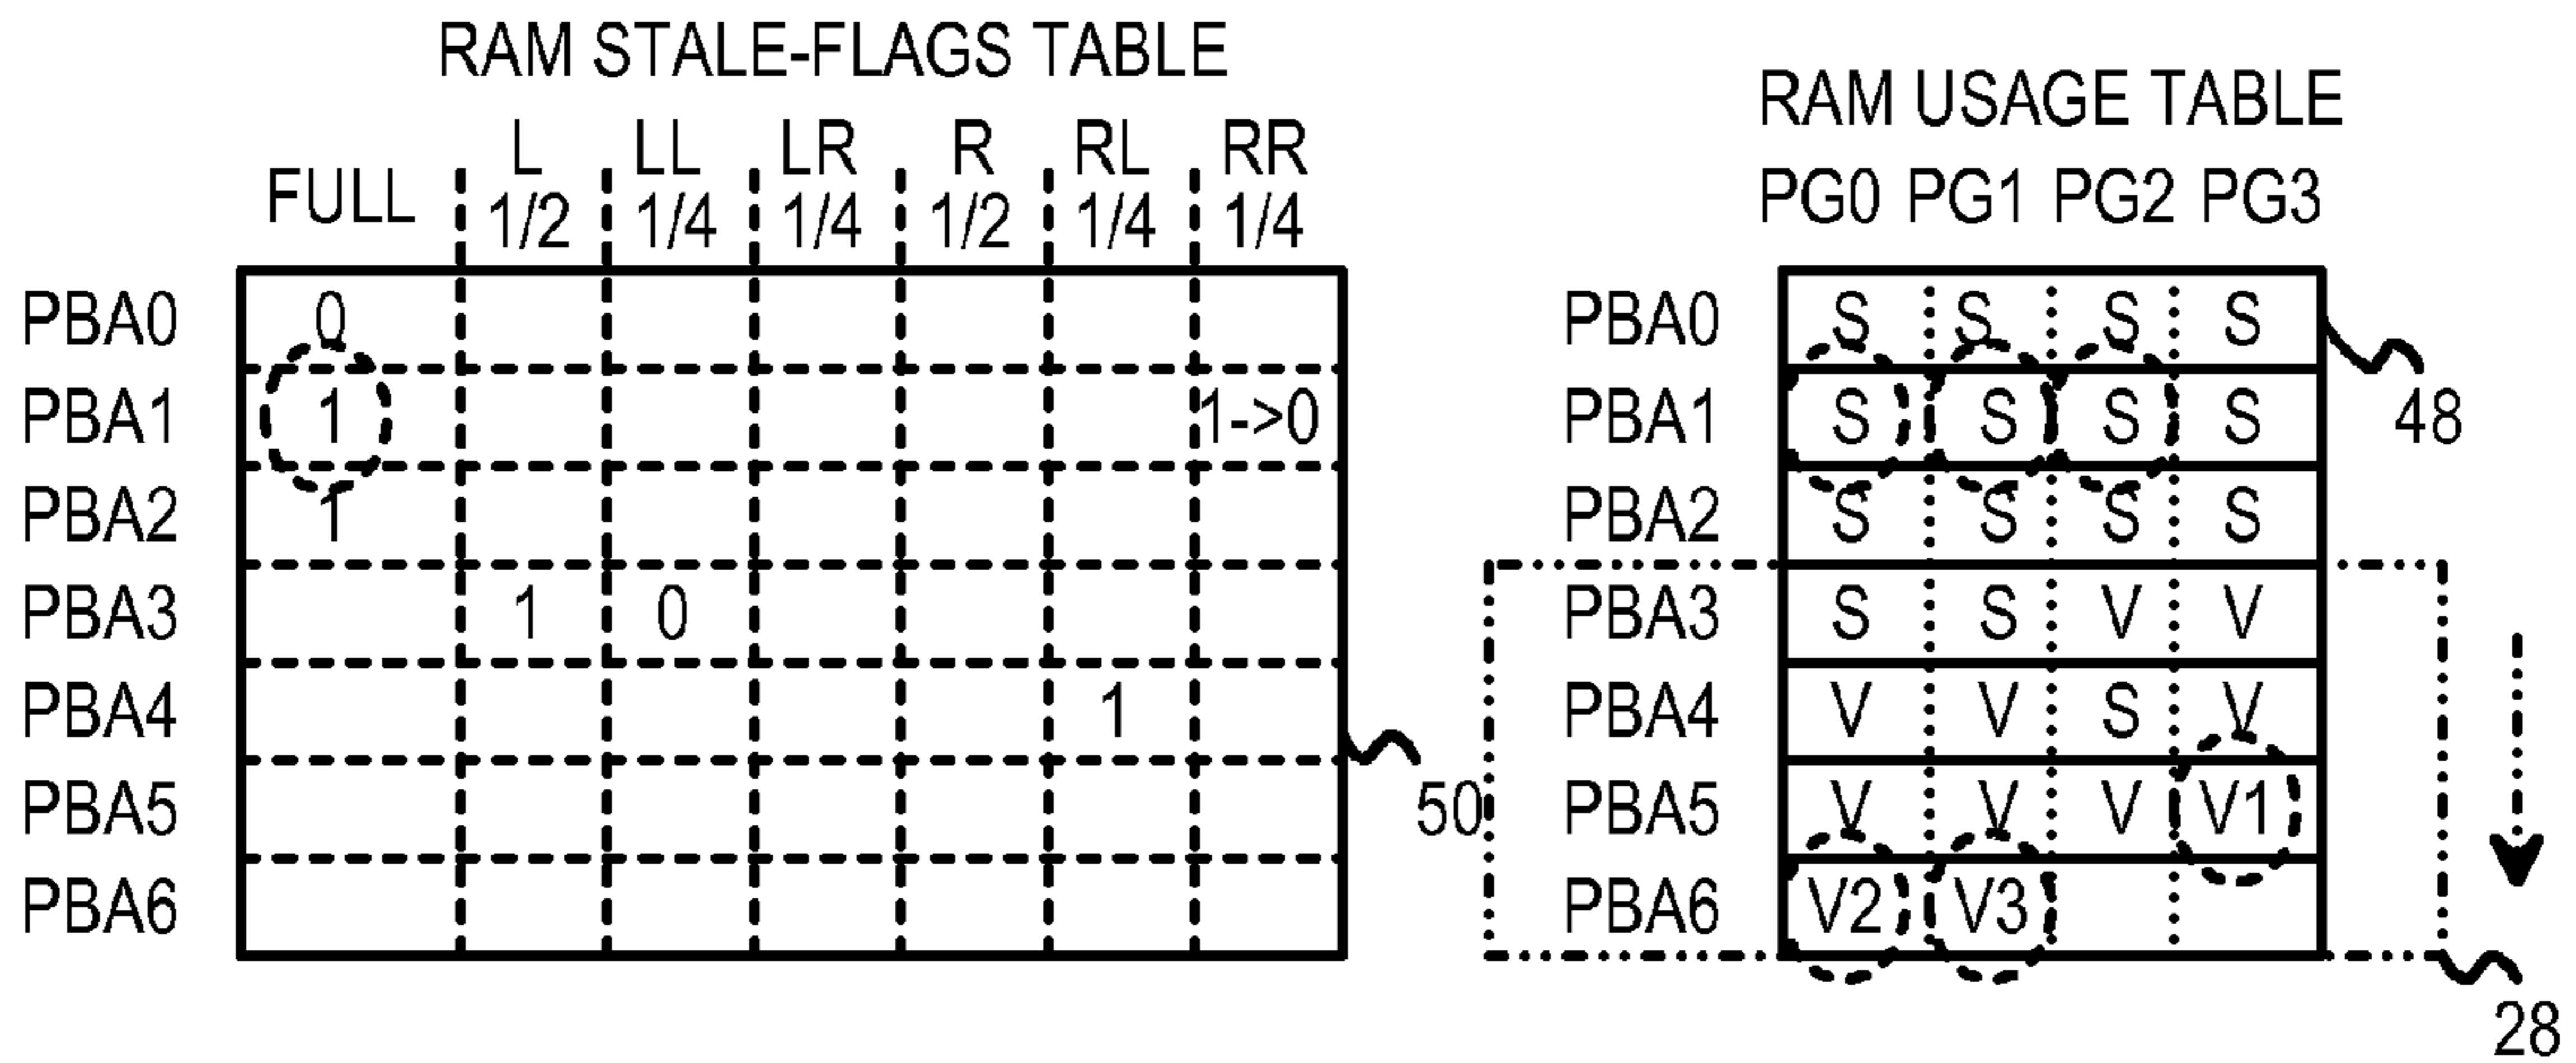 RAM STALE-FLAGS TABLE
FULL L 1/2 LL 1/4 LR 1/4 R 1/2 RL 1/4 RR 1/4
PBA0 0
PBA1 1 1->0
PBA2 1
PBA3 1 0
PBA4 1
PBA5
PBA6
50
RAM USAGE TABLE
PG0 PG1 PG2 PG3
PBA0 S S S S
PBA1 S S S S
PBA2 S S S S
PBA3 S S V V
PBA4 V V S V
PBA5 V V V V1
PBA6 V2 V3
48
28